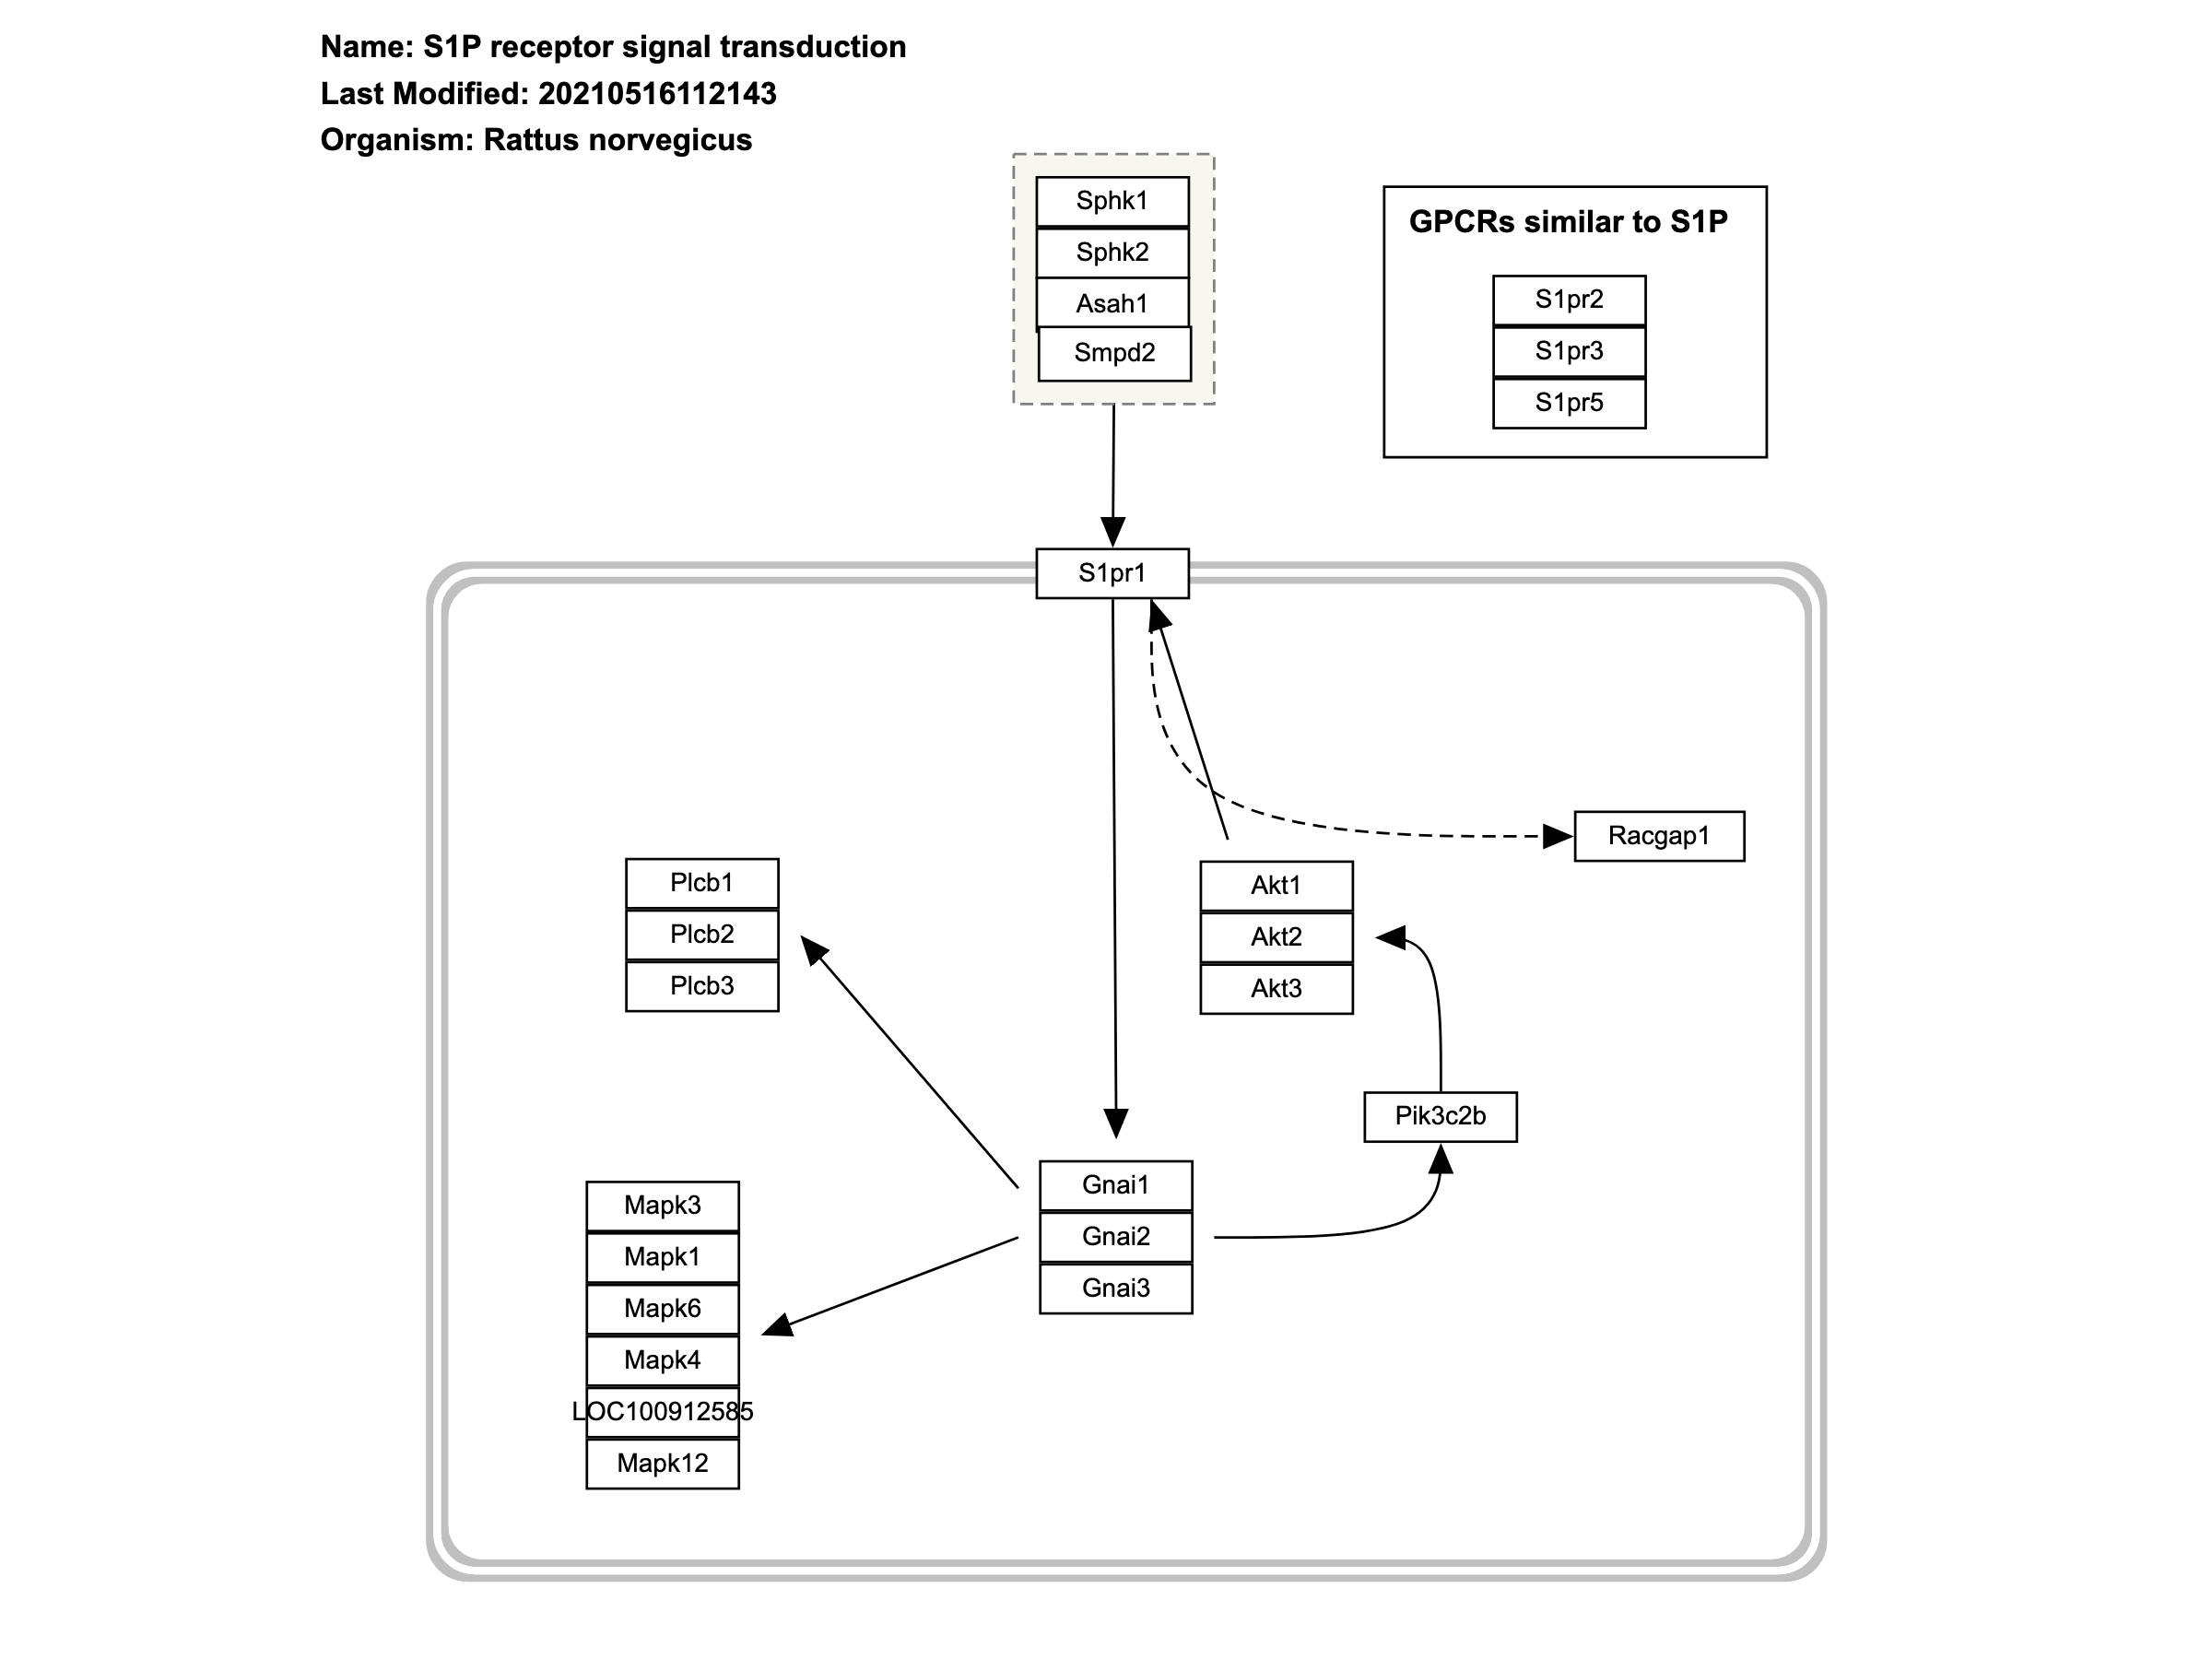 Name: S1P receptor signal transduction
Last Modified: 20210516112143
Organism: Rattus norvegicus
Sphk1
Sphk2
Asah1
Smpd2
GPCRs similar to S1P
S1pr2
S1pr3
S1pr5
S1pr1
Racgap1
Plcb1
Plcb2
Plcb3
Akt1
Akt2
Akt3
Pik3c2b
Gnai1
Gnai2
Gnai3
Mapk3
Mapk1
Mapk6
Mapk4
LOC100912585
Mapk12